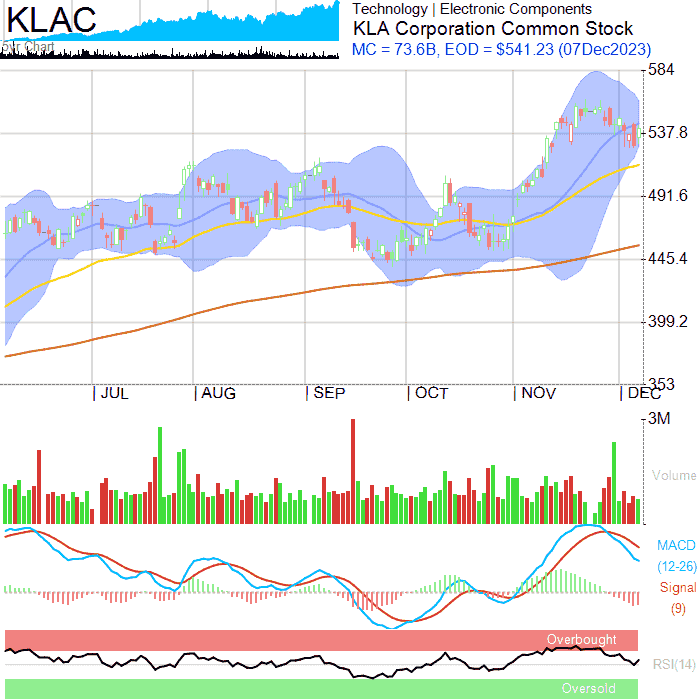 KLAC
5yr Chart
Technology | Electronic Components
KLA Corporation Common Stock
MC = 73.6B, EOD = $541.23 (07Dec2023)
584
537.8
491.6
445.4
399.2
353
JUL AUG SEP OCT NOV DEC
3M
Volume
MACD
(12-26)
Signal
(9)
Overbought
RSI(14)
Oversold